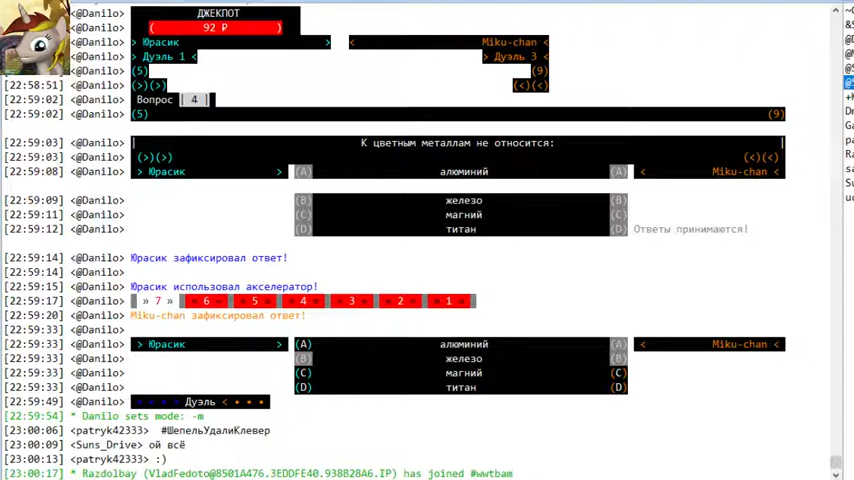 <@Danilo> ДЖЕКПОТ
<@Danilo> ( 92 ₽ )
<@Danilo> > Юрасик > < Miku-chan <
<@Danilo> > Дуэль 1 < > Дуэль 3 <
<@Danilo> (5) (9)
[22:58:51] <@Danilo> (>)(>) (<)(<)
[22:59:02] <@Danilo> Вопрос | 4 |
[22:59:02] <@Danilo> (5) (9)
[22:59:03] <@Danilo> | К цветным металлам не относится: |
[22:59:03] <@Danilo> (>)(>) (<)(<)
[22:59:08] <@Danilo> > Юрасик > (A) алюминий (A) < Miku-chan <
[22:59:09] <@Danilo> (B) железо (B)
[22:59:11] <@Danilo> (C) магний (C)
[22:59:12] <@Danilo> (D) титан (D) Ответы принимаются!
[22:59:14] <@Danilo> Юрасик зафиксировал ответ!
[22:59:15] <@Danilo> Юрасик использовал акселератор!
[22:59:17] <@Danilo> » 7 » « 6 « « 5 « « 4 « « 3 « « 2 « « 1 «
[22:59:20] <@Danilo> Miku-chan зафиксировал ответ!
[22:59:33] <@Danilo>
[22:59:33] <@Danilo> > Юрасик > (A) алюминий (A) < Miku-chan <
[22:59:33] <@Danilo> (B) железо (B)
[22:59:33] <@Danilo> (C) магний (C)
[22:59:33] <@Danilo> (D) титан (D)
[22:59:49] <@Danilo> • • • • Дуэль < • • •
[22:59:54] * Danilo sets mode: -m
[23:00:06] <patryk42333> #ШепельУдалиКлевер
[23:00:09] <Suns_Drive> ой всё
[23:00:13] <patryk42333> :)
[23:00:17] * Razdolbay (VladFedoto@8501A476.3EDDFE40.938B28A6.IP) has joined #wwtbam